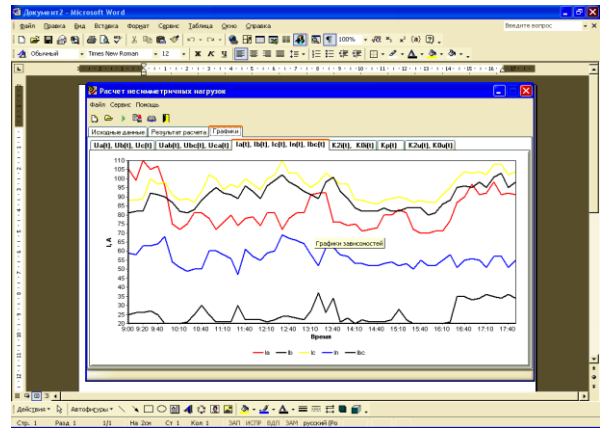 Документ2 - Microsoft Word
Файл Правка Вид Вставка Формат Сервис Таблица Окно Справка
Введите вопрос
100%
Обычный Times New Roman 12 Ж К Ч
Расчет несимметричных нагрузок
Файл Сервис Помощь
Исходные данные Результат расчета Графики
Ua(t), Ub(t), Uc(t) Uab(t), Ubc(t), Uca(t) Ia(t), Ib(t), Ic(t), In(t), Ibc(t) K2i(t), K0i(t) Kp(t) K2u(t), K0u(t)
110
105
100
95
90
85
80
75
70
65
60
55
50
45
40
35
30
25
20
I, A
Графики зависомостей
9:00 9:20 9:40 10:10 10:40 11:10 11:40 12:10 12:40 13:10 13:40 14:10 14:40 15:10 15:40 16:10 16:40 17:10 17:40
Время
Ia Ib Ic In Ibc
Действия Автофигуры
Стр. 1 Разд 1 1/1 На 2см Ст 1 Кол 1 ЗАП ИСПР ВДЛ ЗАМ русский (Ро